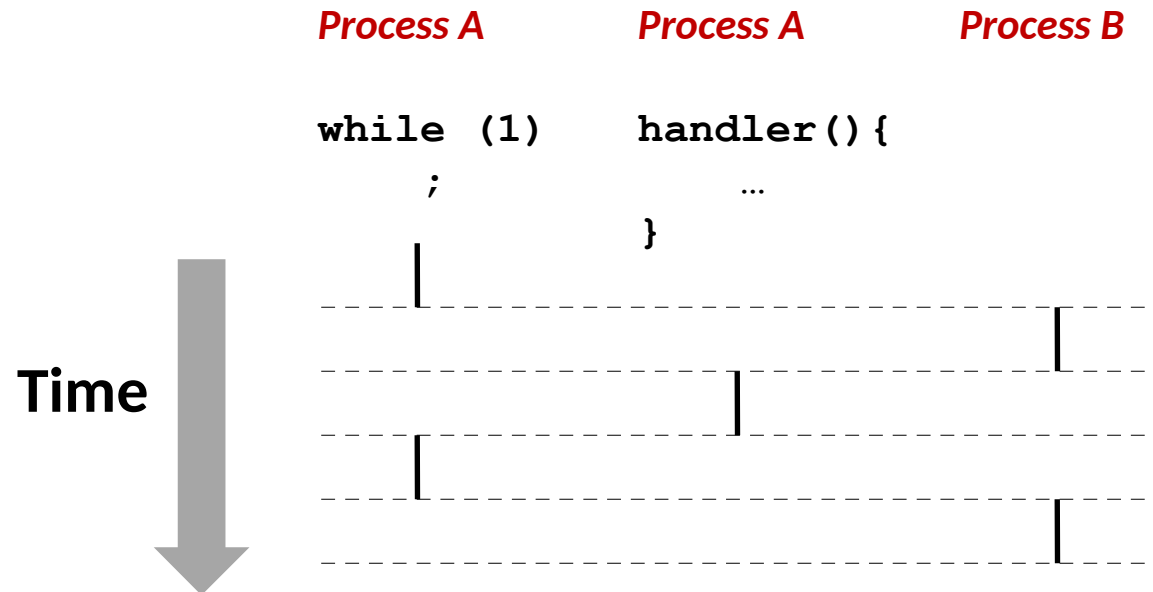 Process A Process A Process B
while (1) handler(){
; …
}
Time